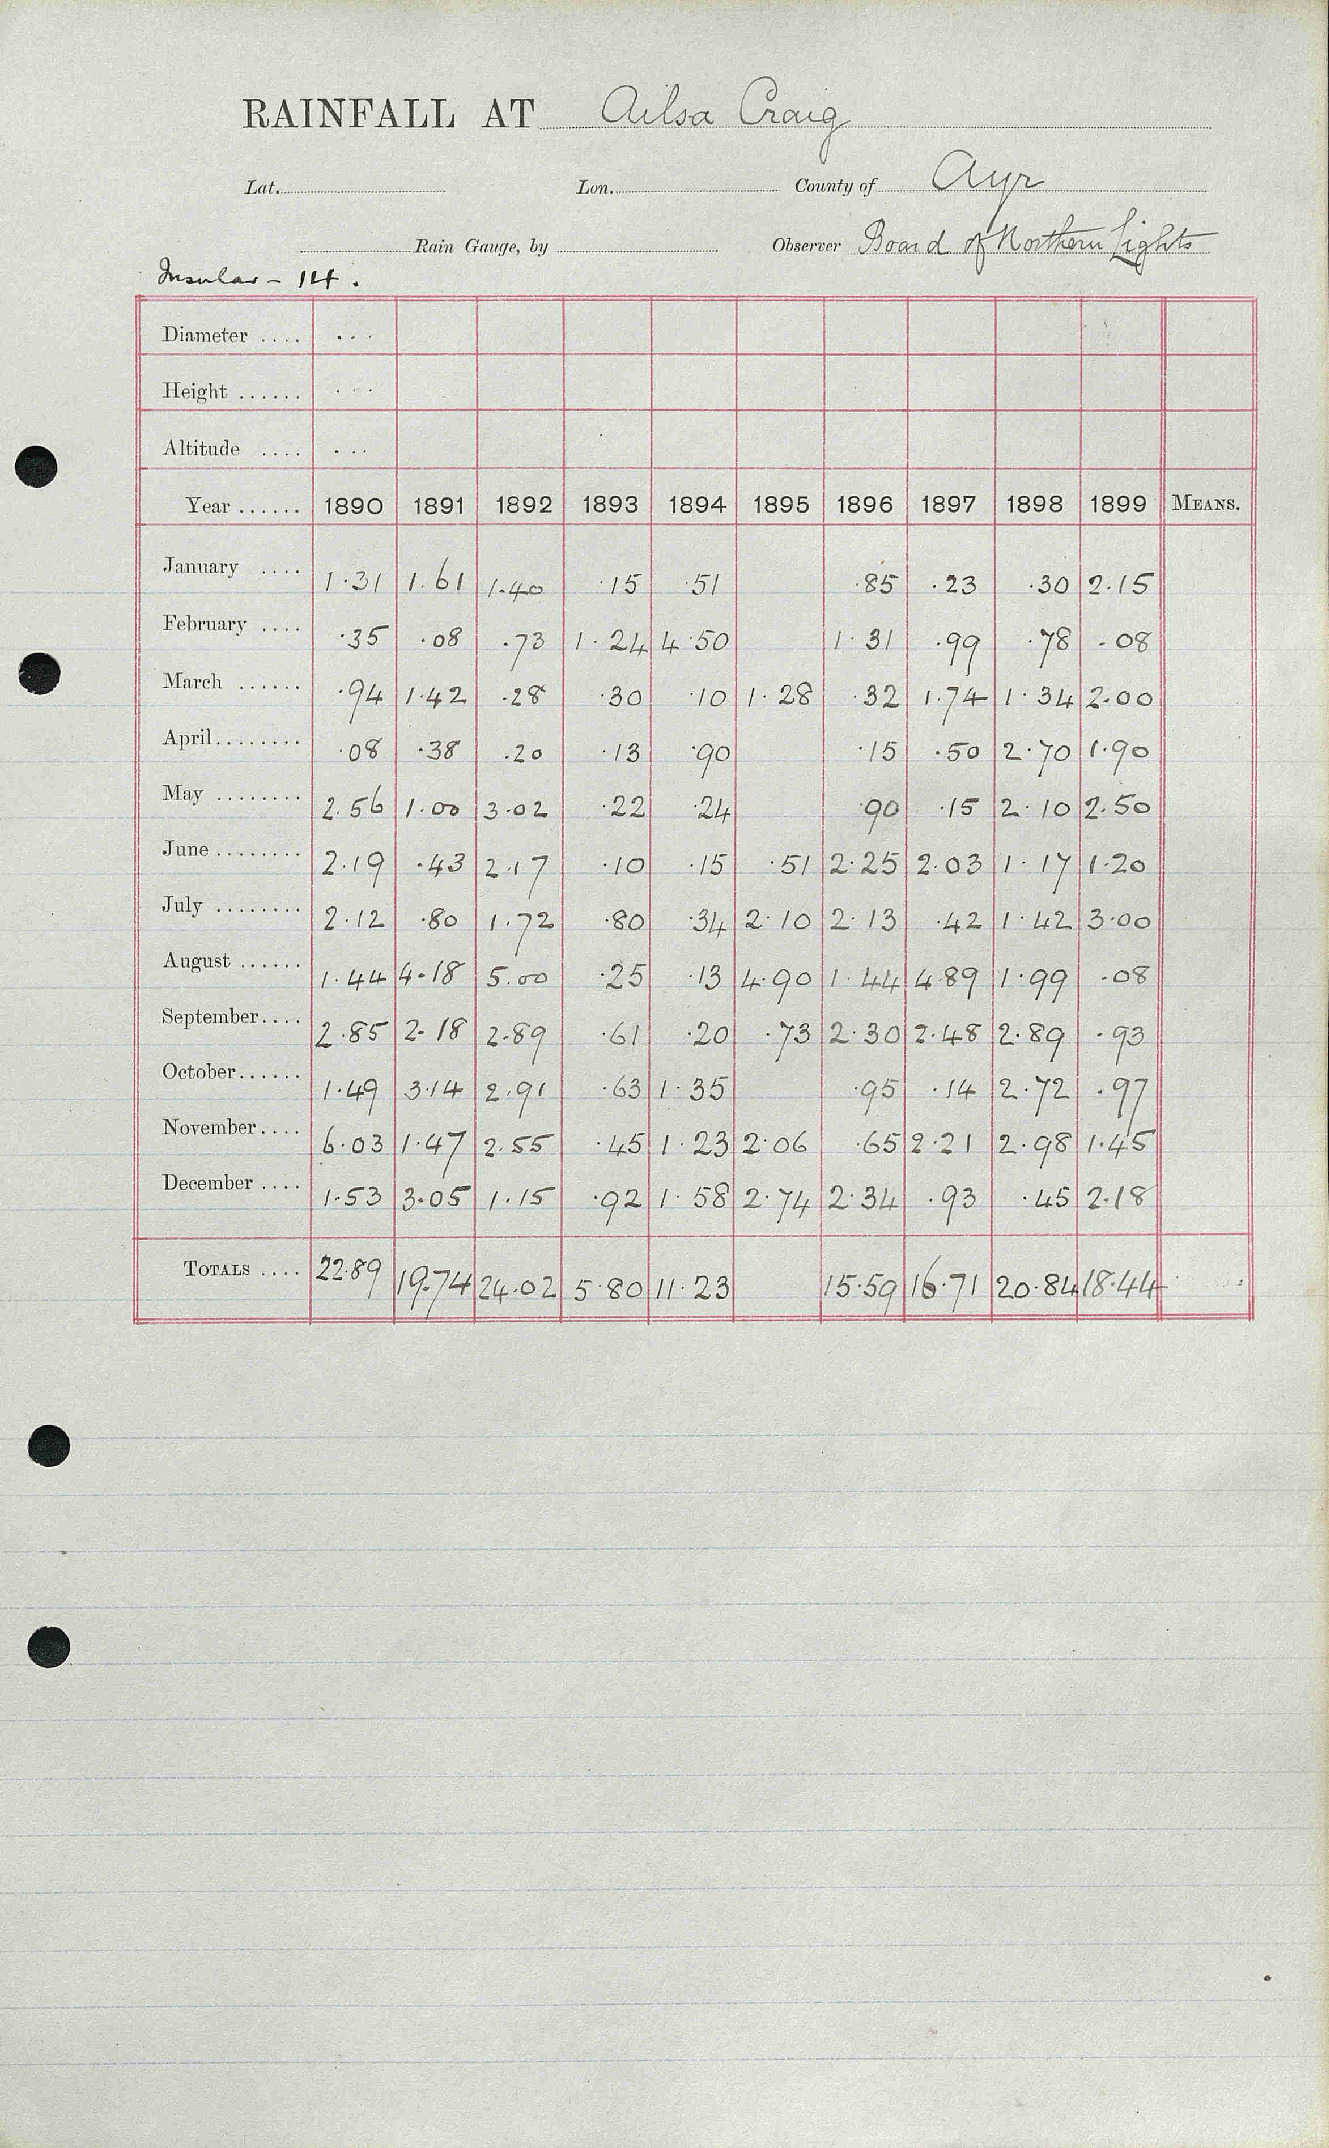 RAINFALL AT Ailsa Craig
Lat. Lon. County of Ayr
Rain Gauge, by Observer Board of Northern Lights
Insular - 14.
Diameter .... ...
Height ...... ...
Altitude .... ...
Year ...... 1890 1891 1892 1893 1894 1895 1896 1897 1898 1899 MEANS.
January .... 1.31 1.61 1.40 .15 .51 .85 .23 .30 2.15
February .... .35 .08 .73 1.24 4.50 1.31 .99 .78 .08
March ...... .94 1.42 .28 .30 .10 1.28 .32 1.74 1.34 2.00
April ........ .08 .38 .20 .13 .90 .15 .50 2.70 1.90
May ........ 2.56 1.00 3.02 .22 .24 .90 .15 2.10 2.50
June ........ 2.19 .43 2.17 .10 .15 .51 2.25 2.03 1.17 1.20
July ........ 2.12 .80 1.72 .80 .34 2.10 2.13 .42 1.42 3.00
August ...... 1.44 4.18 5.00 .25 .13 4.90 1.44 4.89 1.99 .08
September .... 2.85 2.18 2.89 .61 .20 .73 2.30 2.48 2.89 .93
October ...... 1.49 3.14 2.91 .63 1.35 .95 .14 2.72 .97
November .... 6.03 1.47 2.55 .45 1.23 2.06 .65 2.21 2.98 1.45
December .... 1.53 3.05 1.15 .92 1.58 2.74 2.34 .93 .45 2.18
TOTALS .... 22.89 19.74 24.02 5.80 11.23 15.59 16.71 20.84 18.44